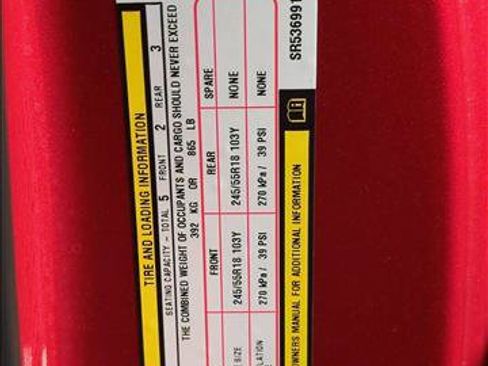 TIRE AND LOADING INFORMATION
SEATING CAPACITY - TOTAL 5 FRONT 2 REAR 3
THE COMBINED WEIGHT OF OCCUPANTS AND CARGO SHOULD NEVER EXCEED
392 KG OR 865 LB
FRONT REAR SPARE
SIZE 245/55R18 103Y 245/55R18 103Y NONE
270 kPa / 39 PSI 270 kPa / 39 PSI NONE
OWNERS MANUAL FOR ADDITIONAL INFORMATION
SR536991